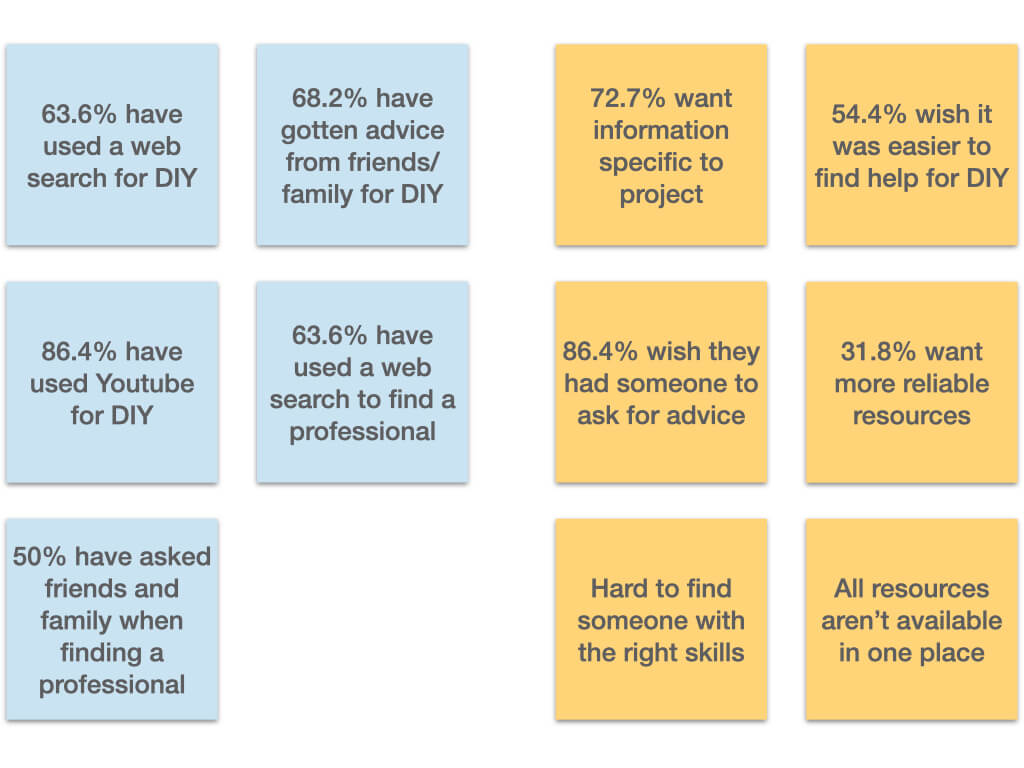 63.6% have
used a web
search for DIY
68.2% have
gotten advice
from friends/
family for DIY
72.7% want
information
specific to
project
54.4% wish it
was easier to
find help for DIY
86.4% have
used Youtube
for DIY
63.6% have
used a web
search to find a
professional
86.4% wish they
had someone to
ask for advice
31.8% want
more reliable
resources
50% have asked
friends and
family when
finding a
professional
Hard to find
someone with
the right skills
All resources
aren’t available
in one place